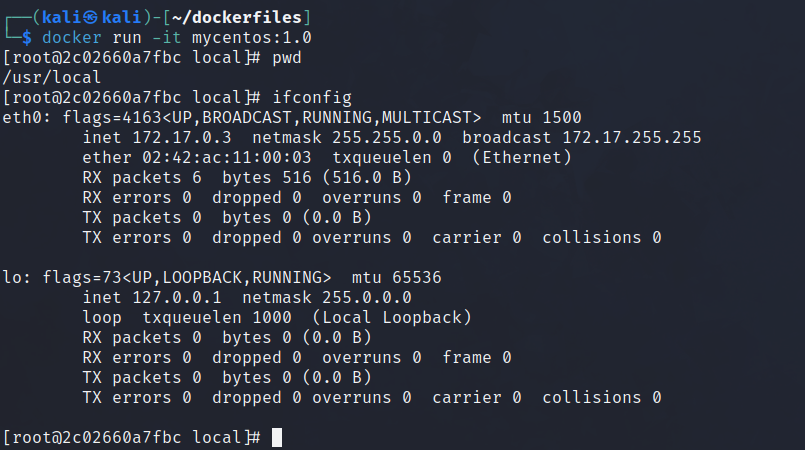 ┌──(kali㉿kali)-[~/dockerfiles]
└─$ docker run -it mycentos:1.0
[root@2c02660a7fbc local]# pwd
/usr/local
[root@2c02660a7fbc local]# ifconfig
eth0: flags=4163<UP,BROADCAST,RUNNING,MULTICAST>  mtu 1500
        inet 172.17.0.3  netmask 255.255.0.0  broadcast 172.17.255.255
        ether 02:42:ac:11:00:03  txqueuelen 0  (Ethernet)
        RX packets 6  bytes 516 (516.0 B)
        RX errors 0  dropped 0  overruns 0  frame 0
        TX packets 0  bytes 0 (0.0 B)
        TX errors 0  dropped 0 overruns 0  carrier 0  collisions 0

lo: flags=73<UP,LOOPBACK,RUNNING>  mtu 65536
        inet 127.0.0.1  netmask 255.0.0.0
        loop  txqueuelen 1000  (Local Loopback)
        RX packets 0  bytes 0 (0.0 B)
        RX errors 0  dropped 0  overruns 0  frame 0
        TX packets 0  bytes 0 (0.0 B)
        TX errors 0  dropped 0 overruns 0  carrier 0  collisions 0

[root@2c02660a7fbc local]#